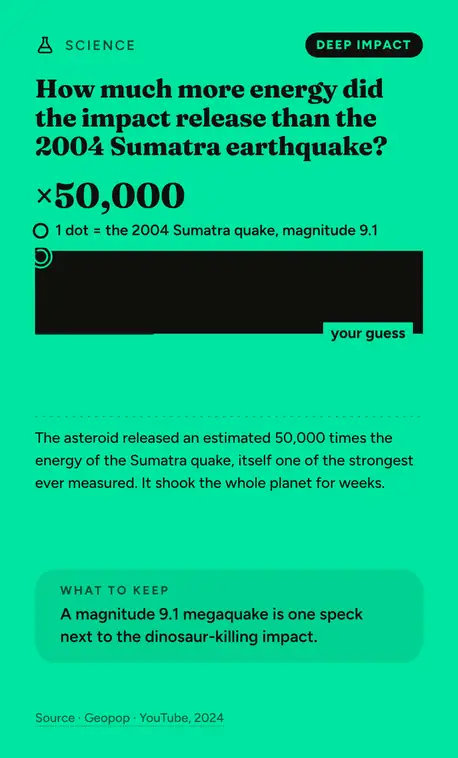 SCIENCE
DEEP IMPACT
How much more energy did
the impact release than the
2004 Sumatra earthquake?
×50,000
1 dot = the 2004 Sumatra quake, magnitude 9.1
your guess
The asteroid released an estimated 50,000 times the
energy of the Sumatra quake, itself one of the strongest
ever measured. It shook the whole planet for weeks.
WHAT TO KEEP
A magnitude 9.1 megaquake is one speck
next to the dinosaur-killing impact.
Source · Geopop · YouTube, 2024